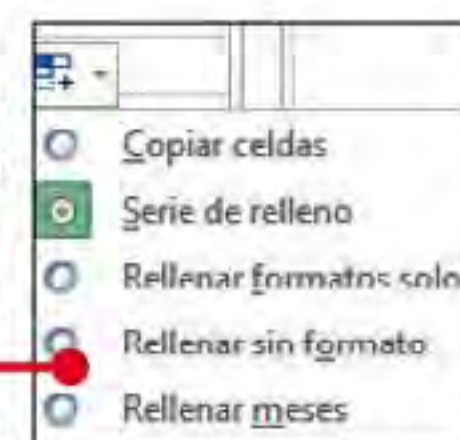 Copiar celdas
Serie de relleno
Rellenar formatos solo
Rellenar sin formato
Rellenar meses